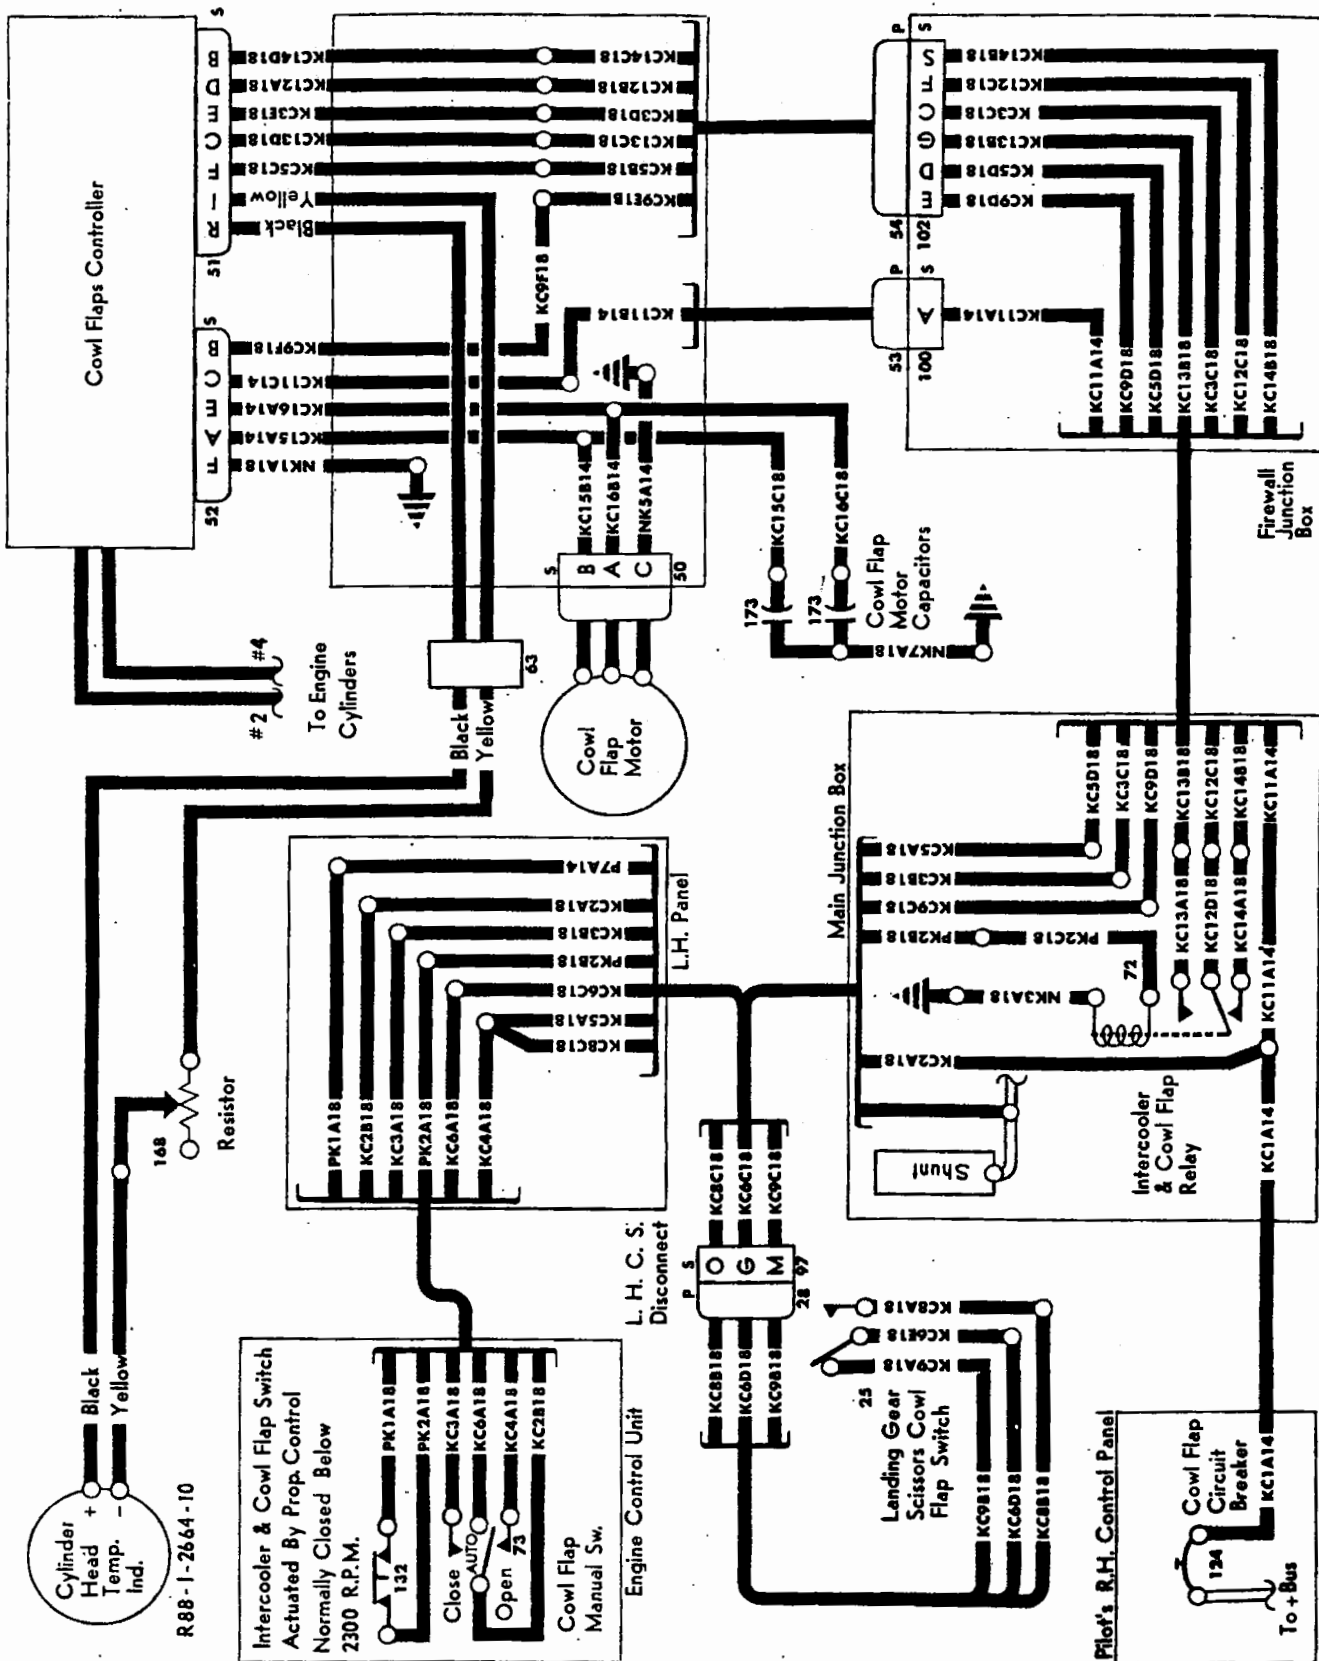 Cowl Flaps Controller
S
B
D
E
C
F
I
R
51
S
B
C
E
A
F
52
KC14D18
KC12A18
KC3E18
KC13D18
KC5C18
Yellow
Black
KC9F18
KC11C14
KC16A14
KC15A14
NK1A18
KC14C18
KC12B18
KC3D18
KC13C18
KC5B18
KC9E1B
KC9F18
KC11B14
KC15B14
KC16B14
NK5A14
S
B
A
C
50
Cowl
Flap
Motor
#2
#4
To Engine
Cylinders
63
Black
Yellow
P
S
54
102
S
T
C
G
D
E
KC14B18
KC12C18
KC3C18
KC13B18
KC5D18
KC9D18
P
S
53
100
A
KC11A14
KC11A14
KC9D18
KC5D18
KC13B18
KC3C18
KC12C18
KC14B18
Firewall
Junction
Box
KC15C18
KC16C18
173
173
Cowl Flap
Motor
Capacitors
NK7A18
Cylinder
Head
Temp.
Ind.
+
-
Black
Yellow
R88-1-2664-10
168
Resistor
P7A14
KC2A18
KC3B18
PK2B18
KC6C18
KC5A18
KC8C18
L.H. Panel
PK1A18
KC2B18
KC3A18
PK2A18
KC6A18
KC4A18
Intercooler & Cowl Flap Switch
Actuated By Prop. Control
Normally Closed Below
2300 R.P.M.
132
Close
AUTO
Open
73
Cowl Flap
Manual Sw.
PK1A18
PK2A18
KC3A18
KC6A18
KC4A18
KC2B18
Engine Control Unit
L. H. C. S.
Disconnect
P
S
O
G
M
28
97
KC8C18
KC6C18
KC9C18
KC8B18
KC6D18
KC9B18
KC8A18
KC6E18
KC9A18
25
Landing Gear
Scissors Cowl
Flap Switch
KC9B18
KC6D18
KC8B18
Main Junction Box
KC5A18
KC3B18
KC9C18
PK2B18
PK2C18
72
NK3A18
KC2A18
Shunt
Intercooler
& Cowl Flap
Relay
KC5D18
KC3C18
KC9D18
KC13B18
KC12C18
KC14B18
KC11A14
KC13A18
KC12D18
KC14A18
KC11A14
KC1A14
Pilot's R.H. Control Panel
Cowl Flap
Circuit
Breaker
124
KC1A14
To +Bus